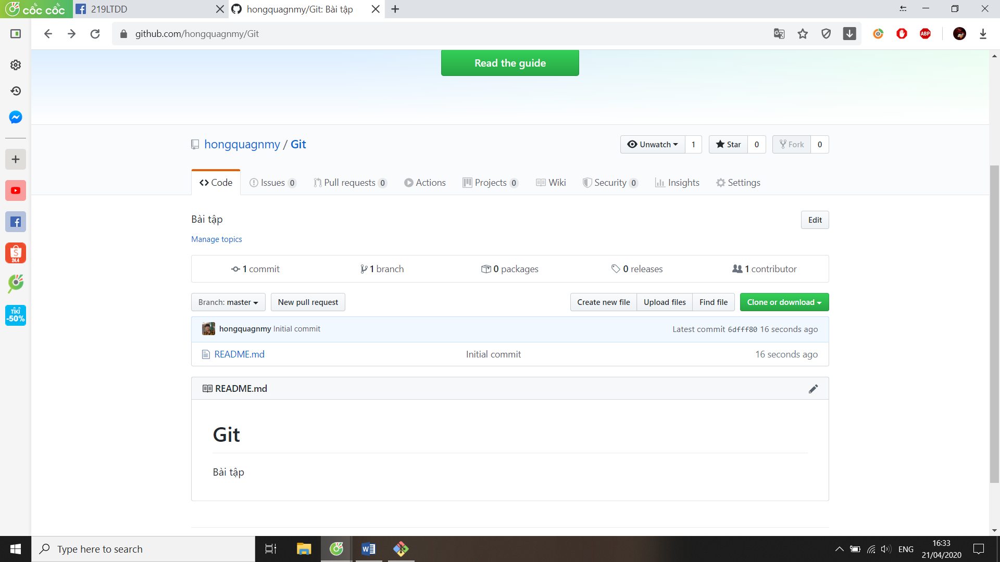 cốc cốc
219LTDD
hongquagnmy/Git: Bài tập
github.com/hongquagnmy/Git
ABP
Read the guide
hongquagnmy / Git
Unwatch 1
Star 0
Fork 0
Code
Issues 0
Pull requests 0
Actions
Projects 0
Wiki
Security 0
Insights
Settings
Bài tập
Edit
Manage topics
1 commit
1 branch
0 packages
0 releases
1 contributor
Branch: master
New pull request
Create new file
Upload files
Find file
Clone or download
hongquagnmy Initial commit
Latest commit 6dfff80 16 seconds ago
README.md
Initial commit
16 seconds ago
README.md
Git
Bài tập
S
24.4
TIKI
-50%
Type here to search
ENG
16:33
21/04/2020